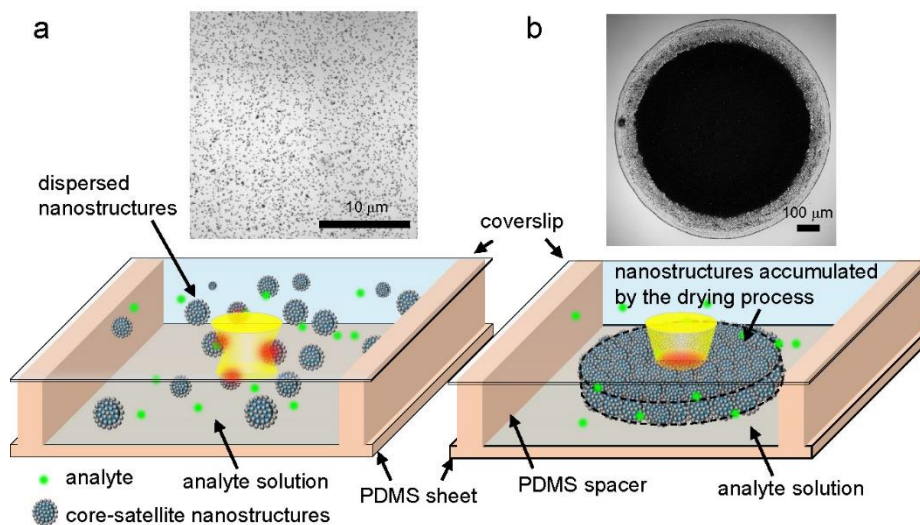 a
b
10 μm
100 μm
dispersed
nanostructures
coverslip
nanostructures accumulated
by the drying process
analyte
core-satellite nanostructures
analyte solution
PDMS sheet
PDMS spacer
analyte solution